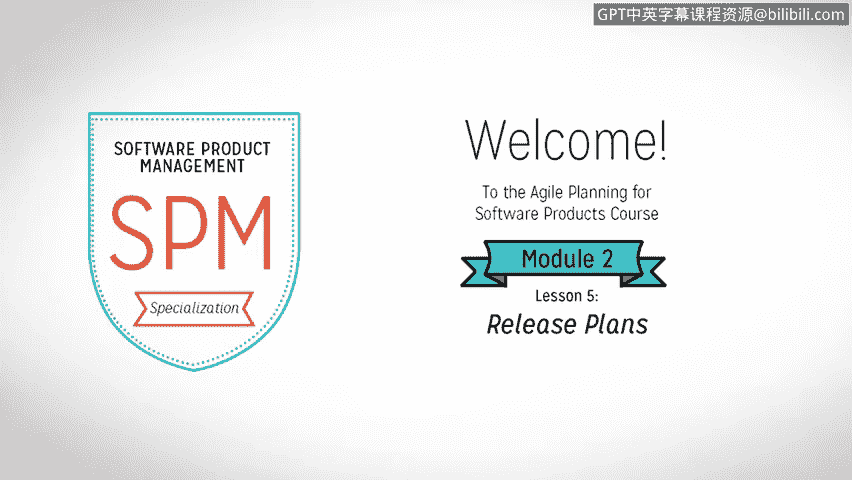 GPT中英字幕课程资源@bilibili.com
SOFTWARE PRODUCT
MANAGEMENT
SPM
Specialization
Welcome!
To the Agile Planning for
Software Products Course
Module 2
Lesson 5:
Release Plans